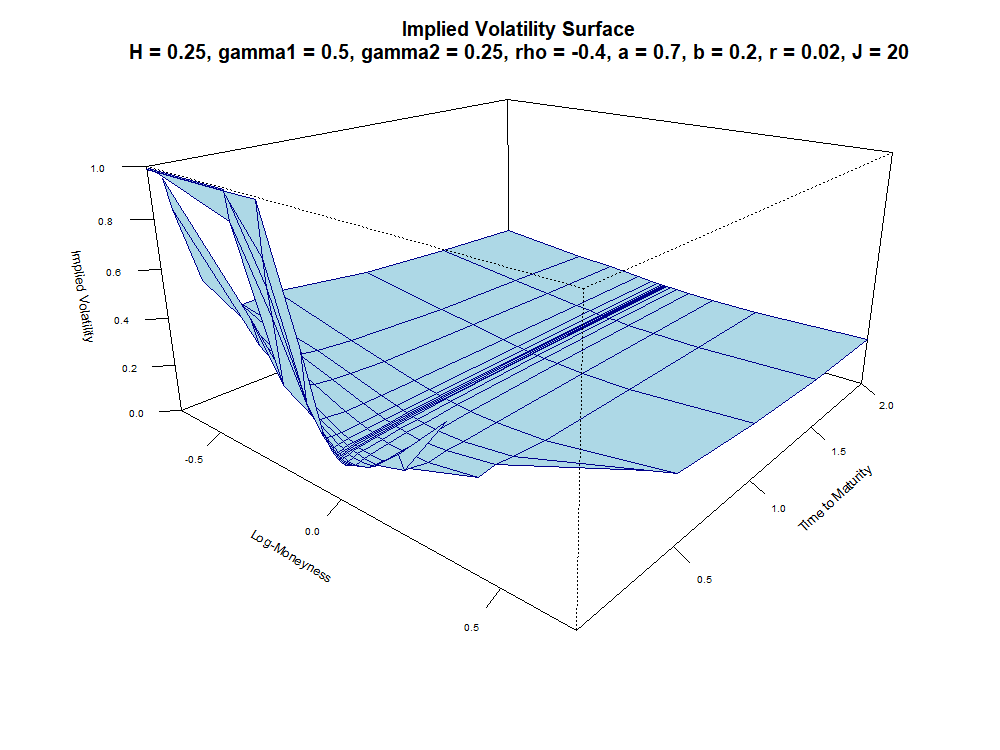 Implied Volatility Surface
H = 0.25, gamma1 = 0.5, gamma2 = 0.25, rho = -0.4, a = 0.7, b = 0.2, r = 0.02, J = 20
1.0
0.8
0.6
0.4
0.2
0.0
Implied Volatility
-0.5
0.0
0.5
Log-Moneyness
0.5
1.0
1.5
2.0
Time to Maturity